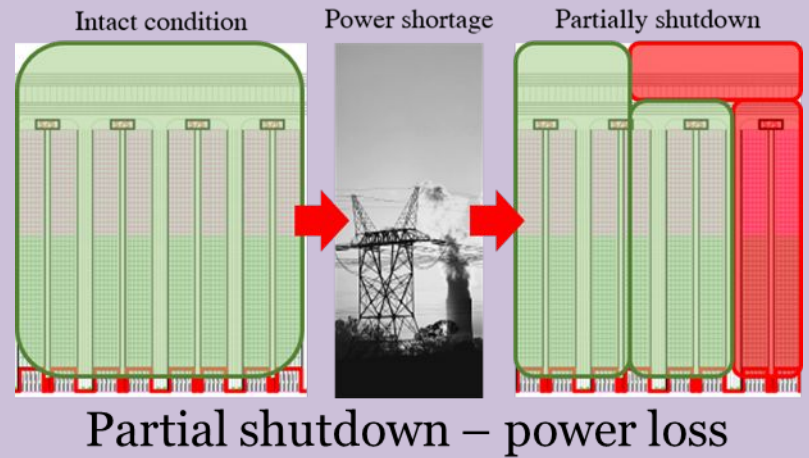 Intact condition
Power shortage
Partially shutdown
Partial shutdown – power loss